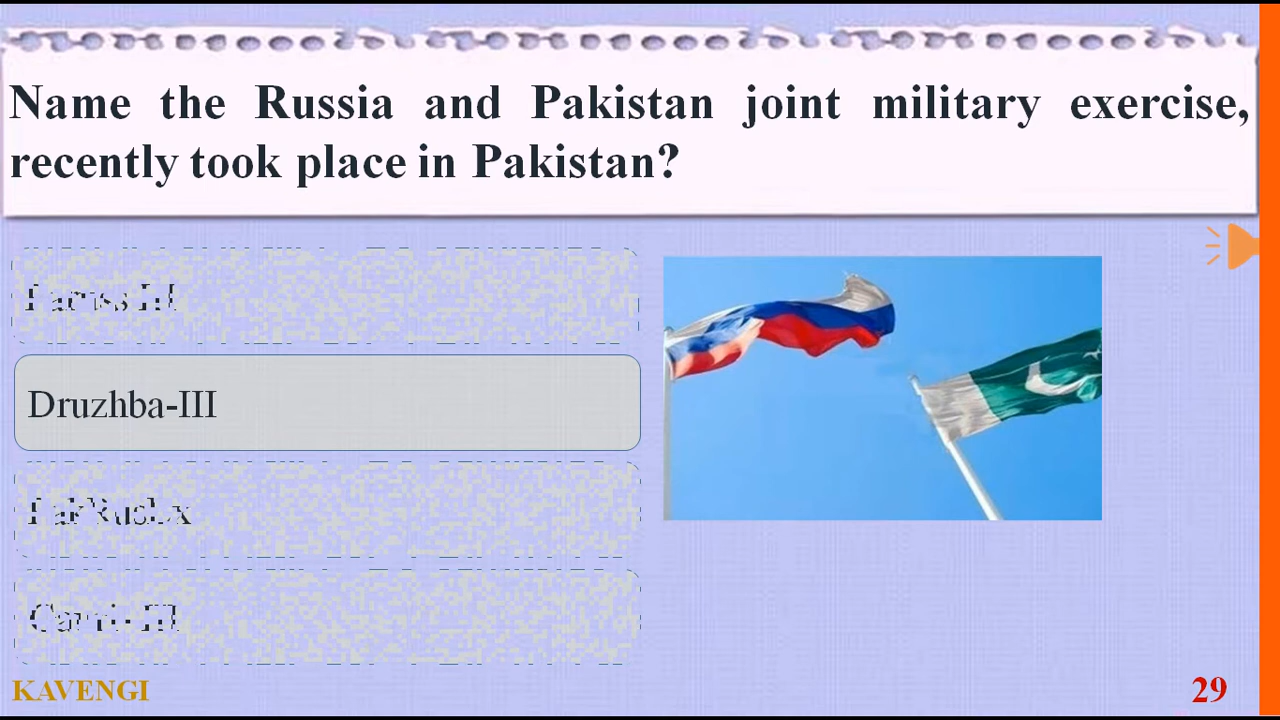 Name the Russia and Pakistan joint military exercise,
recently took place in Pakistan?
Druzhba-III
KAVENGI
29